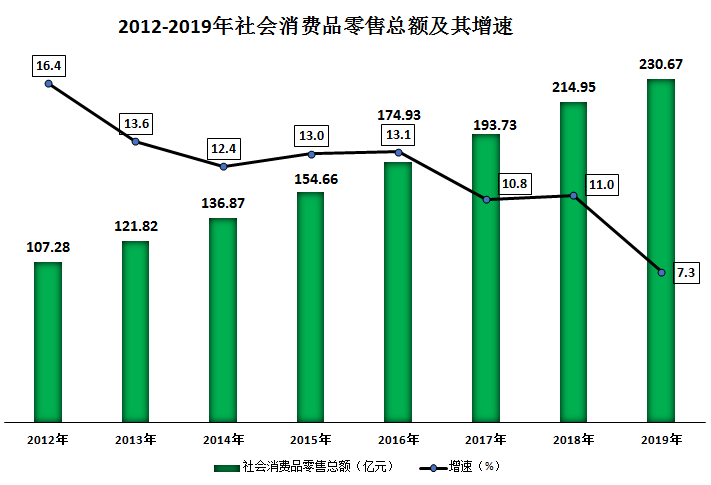 2012-2019年社会消费品零售总额及其增速
16.4
13.6
12.4
13.0
13.1
10.8
11.0
7.3
107.28
121.82
136.87
154.66
174.93
193.73
214.95
230.67
2012年
2013年
2014年
2015年
2016年
2017年
2018年
2019年
社会消费品零售总额（亿元）
增速（%）